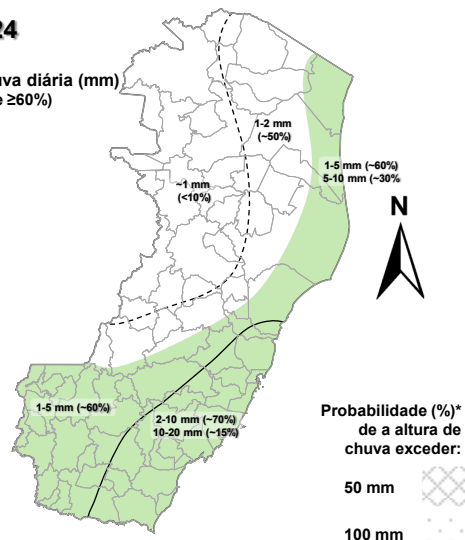 24
uva diária (mm)
e ≥60%)
1-2 mm
(~50%)
1-5 mm (~60%)
5-10 mm (~30%
~1 mm
(<10%)
N
1-5 mm (~60%)
2-10 mm (~70%)
10-20 mm (~15%)
Probabilidade (%)*
de a altura de
chuva exceder:
50 mm
100 mm